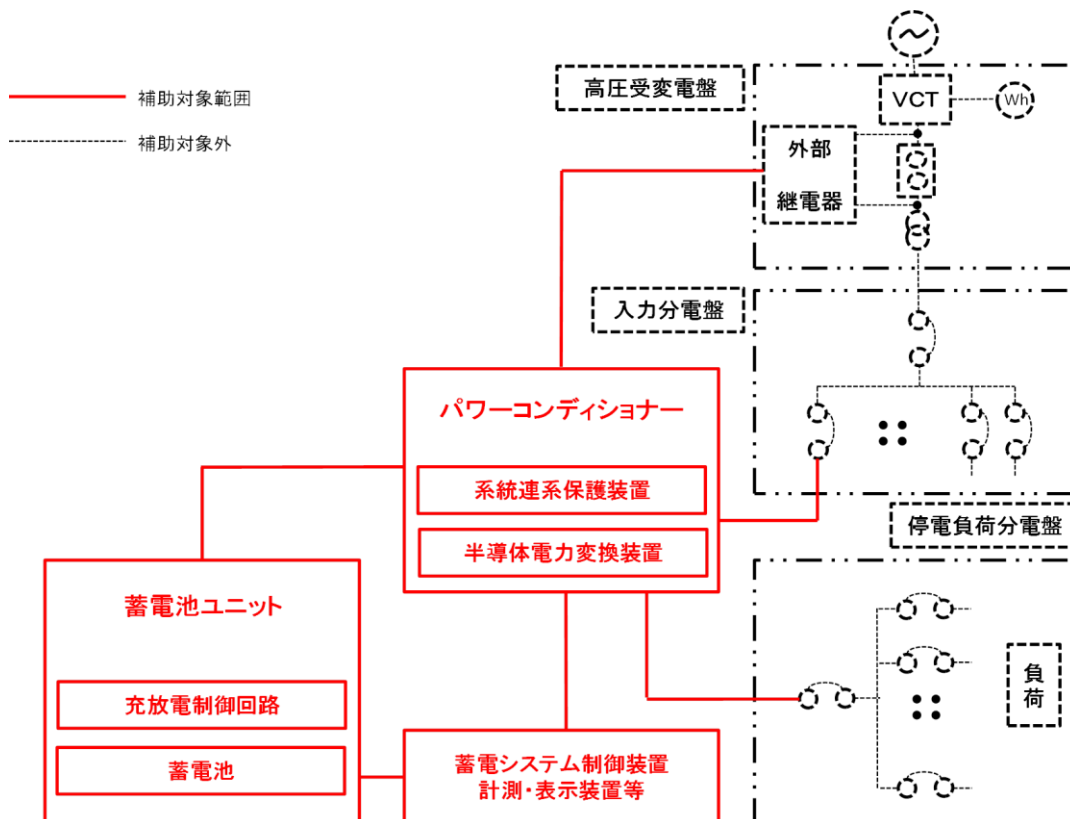 補助対象範囲
補助対象外
高圧受変電盤
VCT
Wh
外部
継電器
入力分電盤
パワーコンディショナー
系統連系保護装置
半導体電力変換装置
停電負荷分電盤
蓄電池ユニット
充放電制御回路
蓄電池
蓄電システム制御装置
計測・表示装置等
負
荷